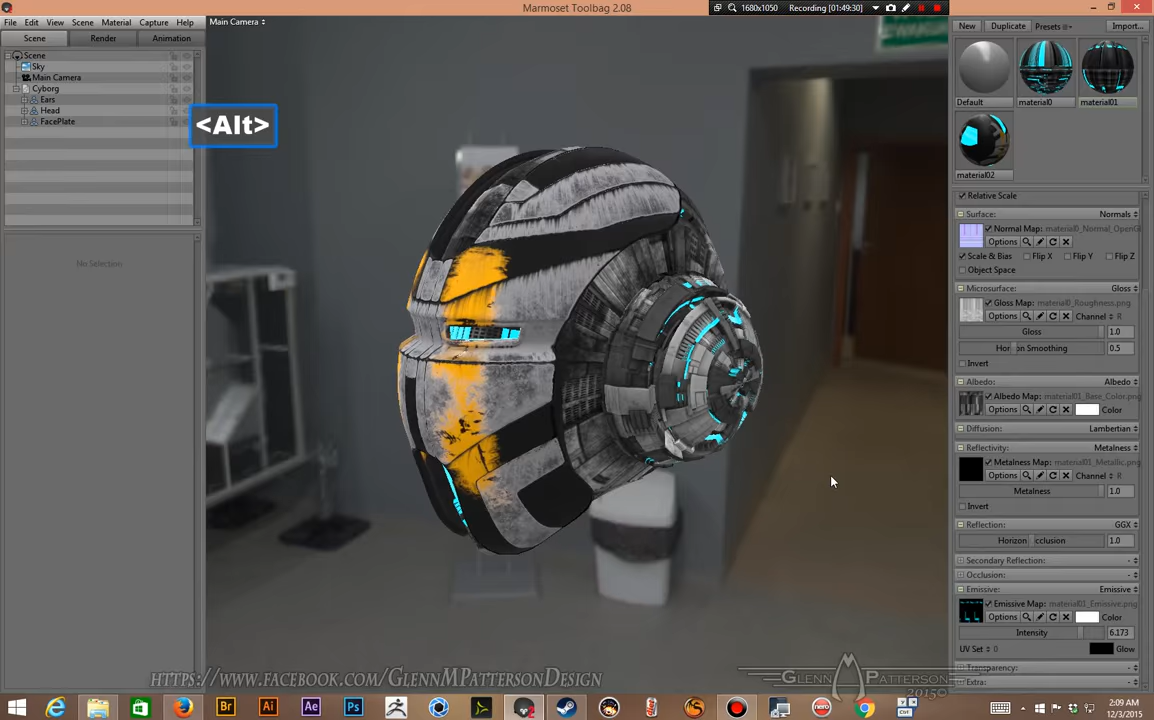 Marmoset Toolbag 2.08
1680x1050
Recording [01:49:30]
File Edit View Scene Material Capture Help
Main Camera
New Duplicate Presets Import...
Scene Render Animation
Scene
Sky
Main Camera
Cyborg
Ears
Head
FacePlate
<Alt>
No Selection
Default material0 material01
material02
Relative Scale
Surface: Normals
Normal Map: material0_Normal_OpenG
Options
Scale & Bias Flip X Flip Y Flip Z
Object Space
Microsurface: Gloss
Gloss Map: material0_Roughness.png
Options Channel R
Gloss 1.0
Horizon Smoothing 0.5
Invert
Albedo: Albedo
Albedo Map: material01_Base_Color.png
Options Color
Diffusion: Lambertian
Reflectivity: Metalness
Metalness Map: material01_Metallic.png
Options Channel R
Metalness 1.0
Invert
Reflection: GGX
Horizon Occlusion 1.0
Secondary Reflection: -
Occlusion: -
Emissive: Emissive
Emissive Map: material01_Emissive.png
Options Color
Intensity 6.173
UV Set 0 Glow
Transparency: -
Extra: -
https://www.facebook.com/GlennMPattersonDesign
Glenn Patterson
2015©
Br Ai Ae Ps
Ctrl
2:09 AM
12/3/2015